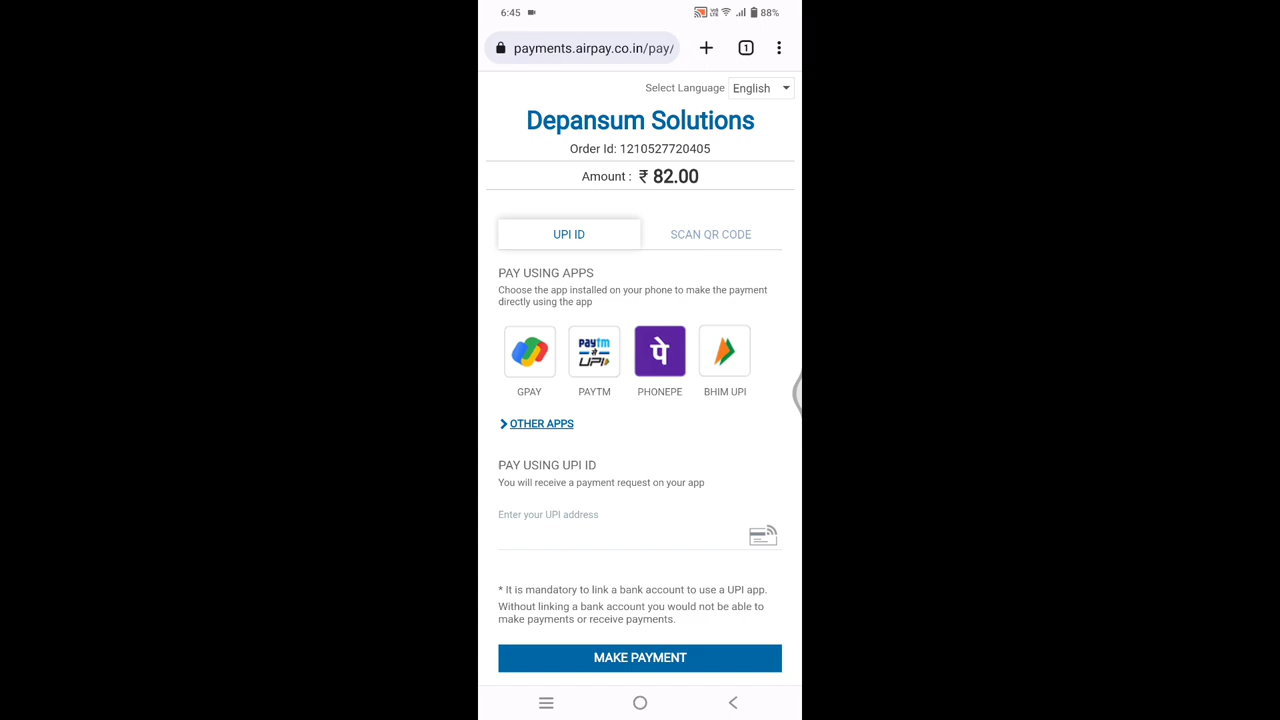 6:45
Vo)
LTE
88%
payments.airpay.co.in/pay/
1
Select Language English
Depansum Solutions
Order Id: 1210527720405
Amount : ₹ 82.00
UPI ID
SCAN QR CODE
PAY USING APPS
Choose the app installed on your phone to make the payment
directly using the app
paytm
से
UPI
पे
GPAY
PAYTM
PHONEPE
BHIM UPI
OTHER APPS
PAY USING UPI ID
You will receive a payment request on your app
Enter your UPI address
* It is mandatory to link a bank account to use a UPI app.
Without linking a bank account you would not be able to
make payments or receive payments.
MAKE PAYMENT